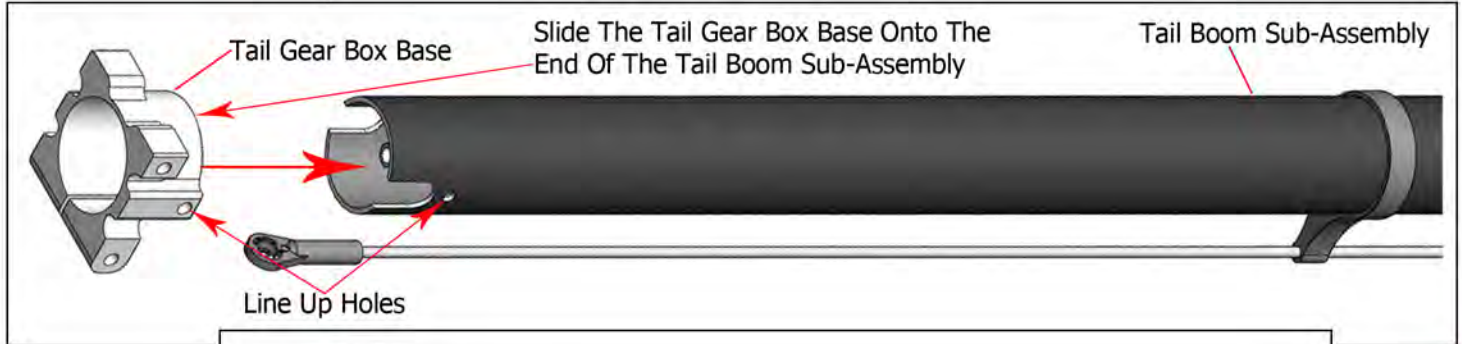 Tail Gear Box Base
Slide The Tail Gear Box Base Onto The
End Of The Tail Boom Sub-Assembly
Tail Boom Sub-Assembly
Line Up Holes